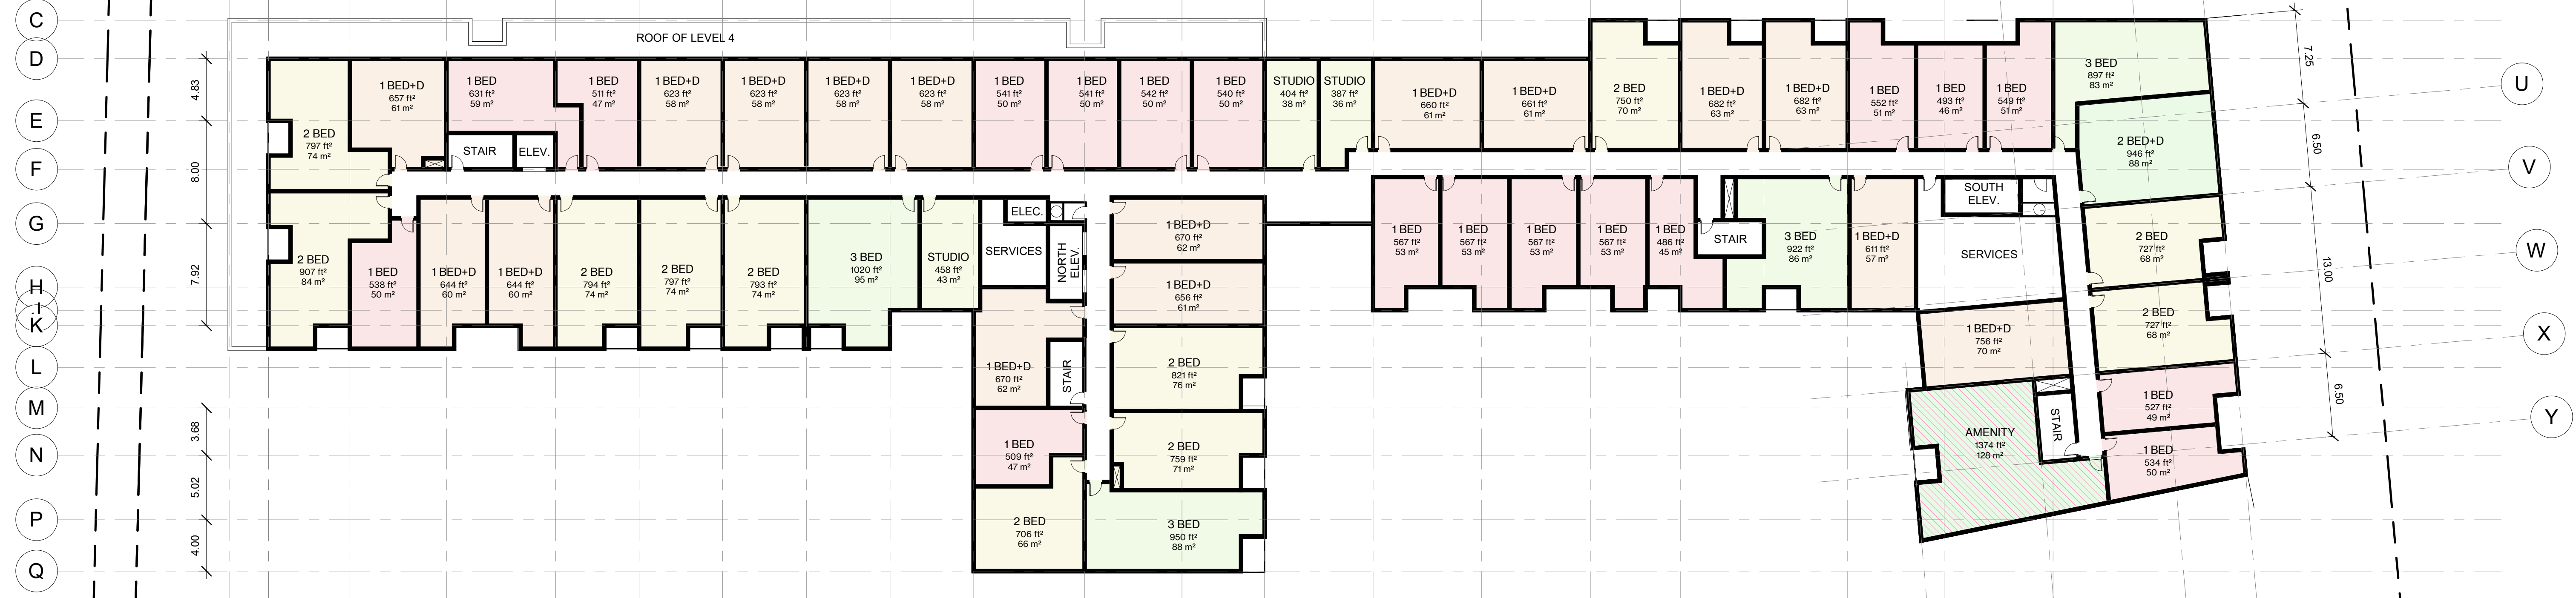 C
D
E
F
G
H
I
K
L
M
N
P
Q
4.83
8.00
7.92
3.68
5.02
4.00
ROOF OF LEVEL 4
2 BED
797 ft²
74 m²
1 BED+D
657 ft²
61 m²
1 BED
631 ft²
59 m²
STAIR
ELEV.
1 BED
511 ft²
47 m²
1 BED+D
623 ft²
58 m²
1 BED+D
623 ft²
58 m²
1 BED+D
623 ft²
58 m²
1 BED+D
623 ft²
58 m²
1 BED
541 ft²
50 m²
1 BED
541 ft²
50 m²
1 BED
542 ft²
50 m²
1 BED
540 ft²
50 m²
STUDIO
404 ft²
38 m²
STUDIO
387 ft²
36 m²
1 BED+D
660 ft²
61 m²
1 BED+D
661 ft²
61 m²
2 BED
750 ft²
70 m²
1 BED+D
682 ft²
63 m²
1 BED+D
682 ft²
63 m²
1 BED
552 ft²
51 m²
1 BED
493 ft²
46 m²
1 BED
549 ft²
51 m²
3 BED
897 ft²
83 m²
2 BED+D
946 ft²
88 m²
2 BED
907 ft²
84 m²
1 BED
538 ft²
50 m²
1 BED+D
644 ft²
60 m²
1 BED+D
644 ft²
60 m²
2 BED
794 ft²
74 m²
2 BED
797 ft²
74 m²
2 BED
793 ft²
74 m²
3 BED
1020 ft²
95 m²
STUDIO
458 ft²
43 m²
SERVICES
ELEC.
NORTH
ELEV.
1 BED+D
670 ft²
62 m²
1 BED+D
656 ft²
61 m²
2 BED
821 ft²
76 m²
2 BED
759 ft²
71 m²
3 BED
950 ft²
88 m²
1 BED+D
670 ft²
62 m²
STAIR
1 BED
509 ft²
47 m²
2 BED
706 ft²
66 m²
1 BED
567 ft²
53 m²
1 BED
567 ft²
53 m²
1 BED
567 ft²
53 m²
1 BED
567 ft²
53 m²
1 BED
486 ft²
45 m²
STAIR
3 BED
922 ft²
86 m²
1 BED+D
611 ft²
57 m²
SOUTH
ELEV.
SERVICES
2 BED
727 ft²
68 m²
2 BED
727 ft²
68 m²
1 BED+D
756 ft²
70 m²
1 BED
527 ft²
49 m²
1 BED
534 ft²
50 m²
AMENITY
1374 ft²
128 m²
STAIR
7.25
6.50
13.00
6.50
U
V
W
X
Y